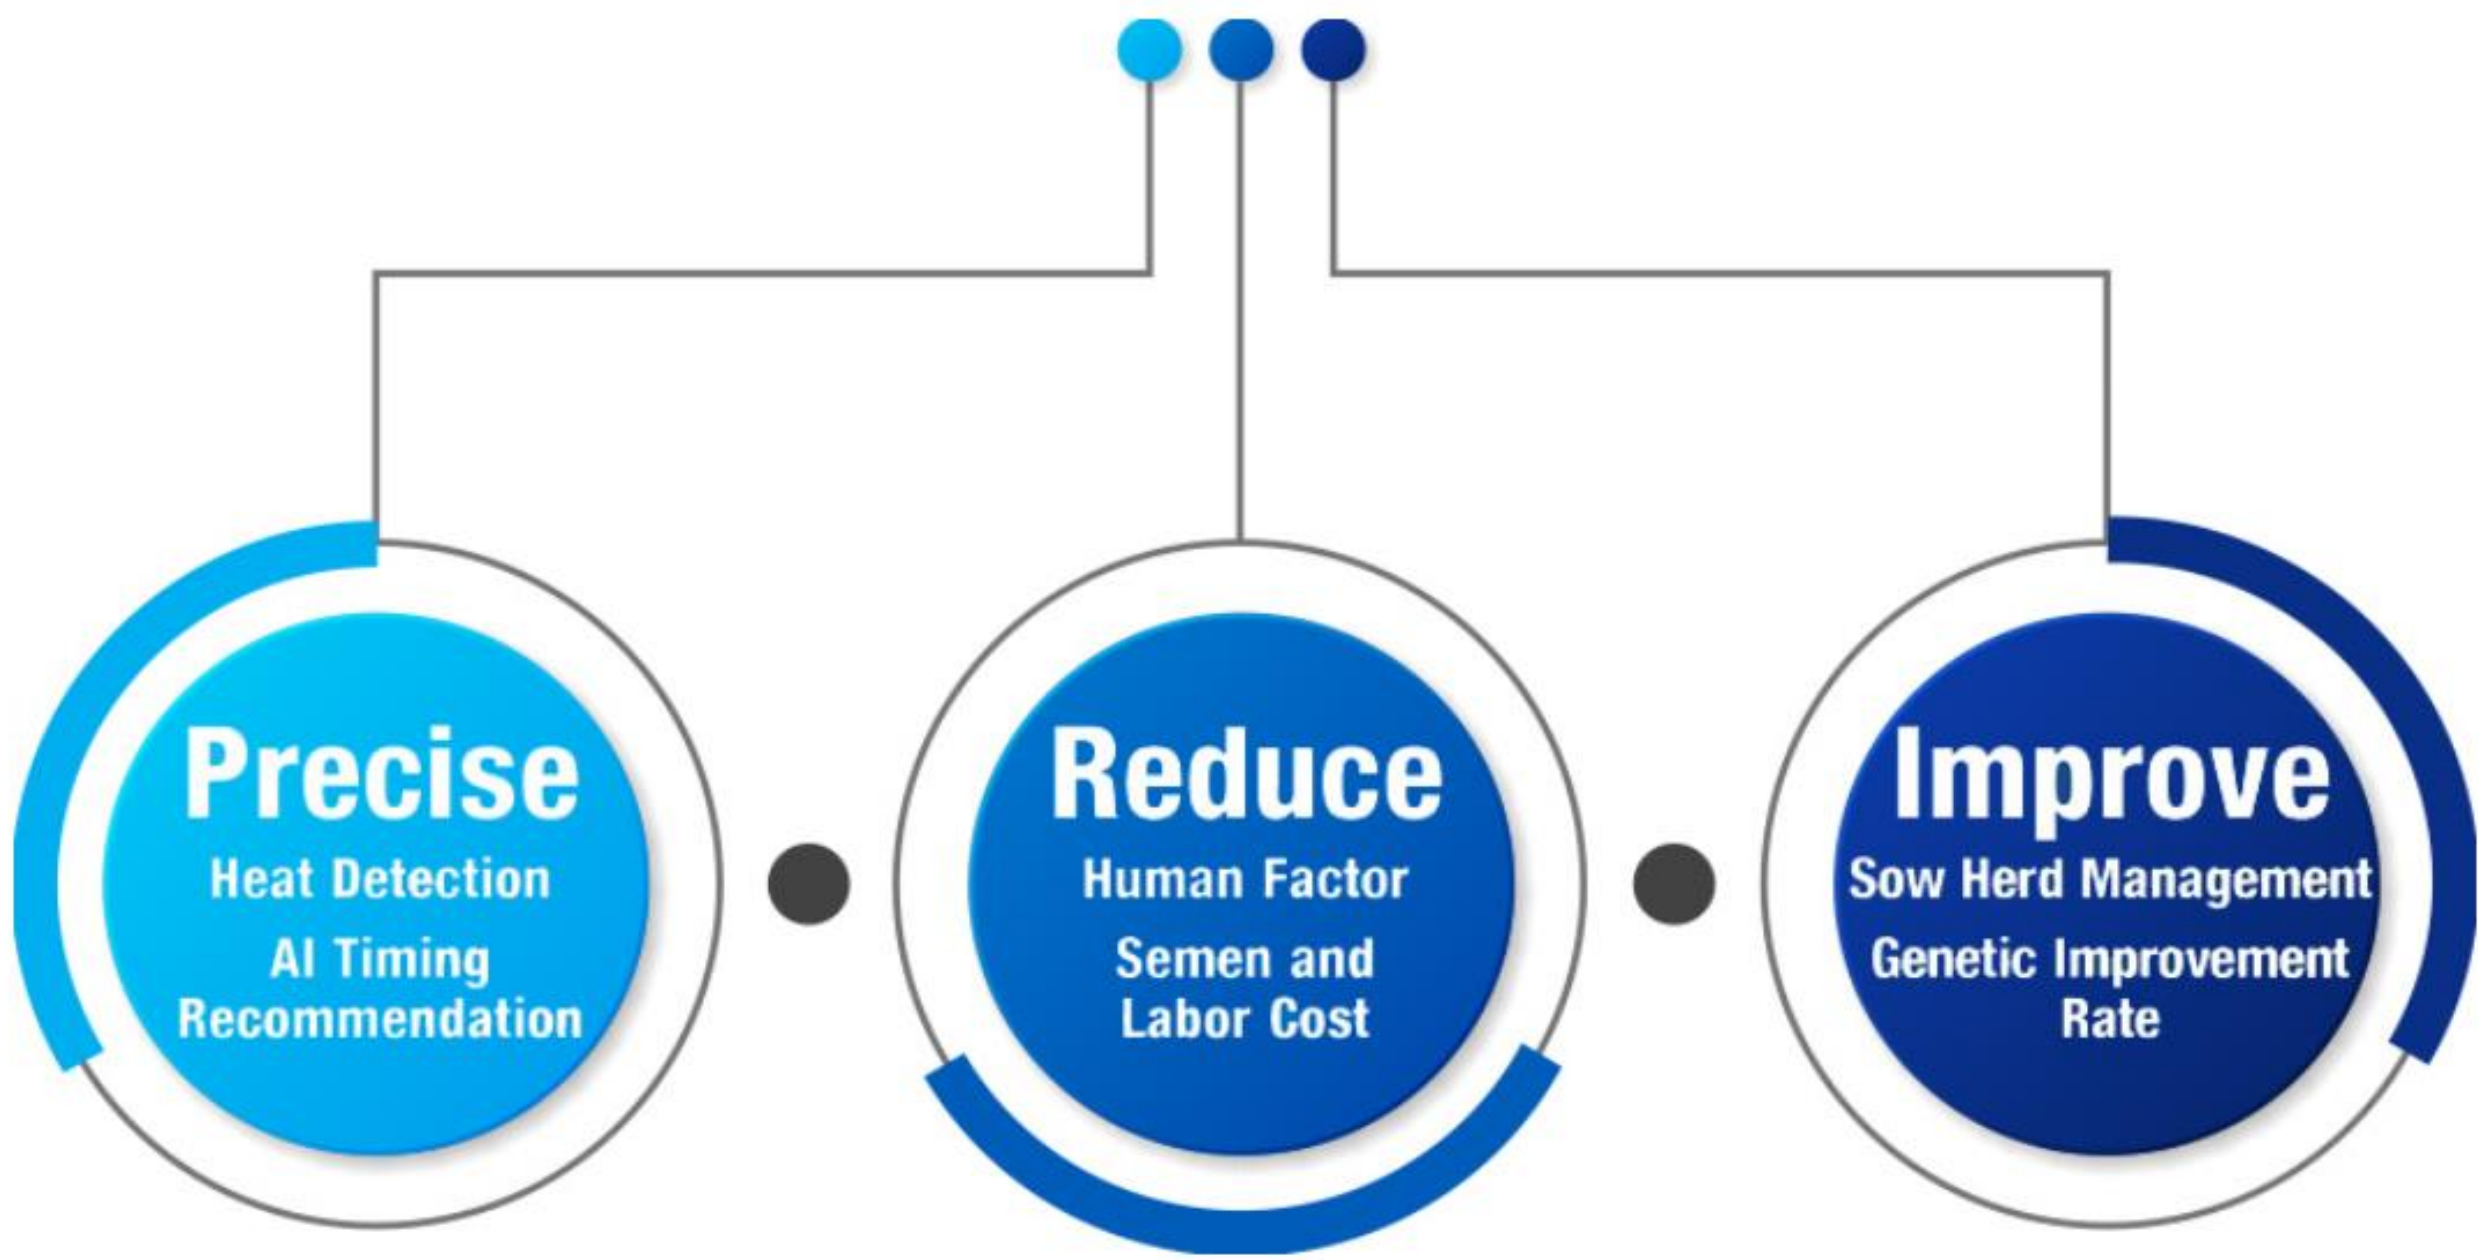 Precise
Heat Detection
AI Timing
Recommendation
Reduce
Human Factor
Semen and
Labor Cost
Improve
Sow Herd Management
Genetic Improvement
Rate